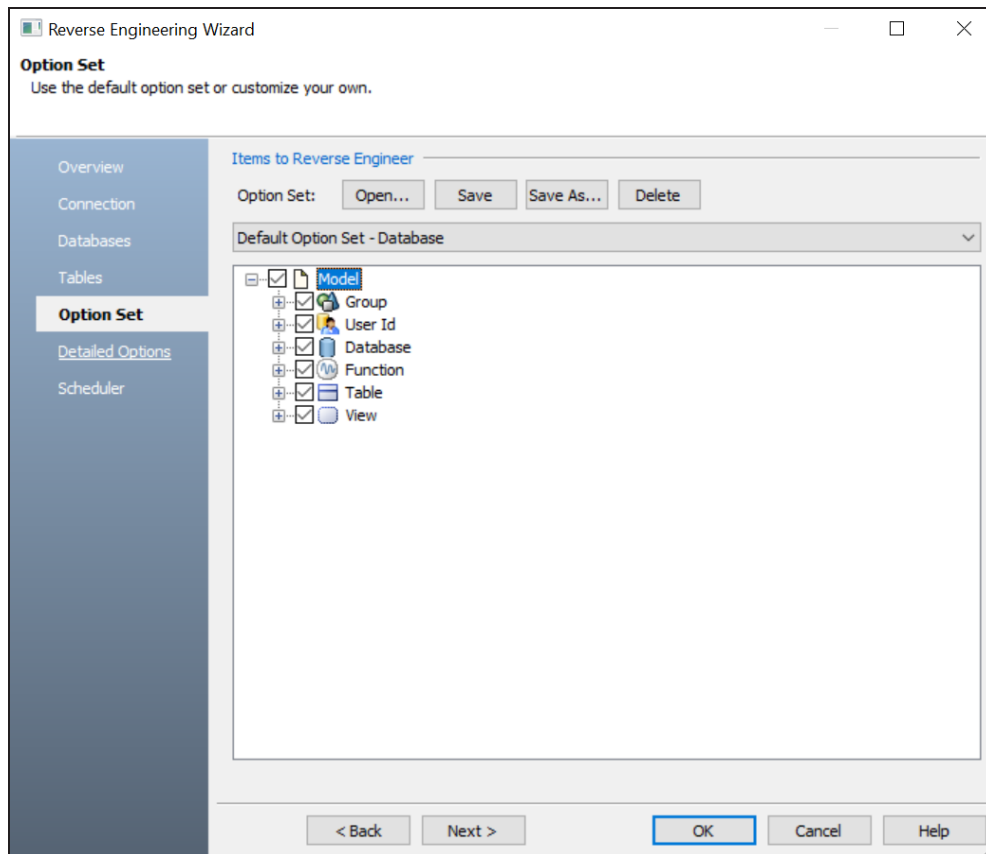 Reverse Engineering Wizard
Option Set
Use the default option set or customize your own.
Overview
Connection
Databases
Tables
Option Set
Detailed Options
Scheduler
Items to Reverse Engineer
Option Set: Open... Save Save As... Delete
Default Option Set - Database
Model
Group
User Id
Database
Function
Table
View
< Back Next > OK Cancel Help